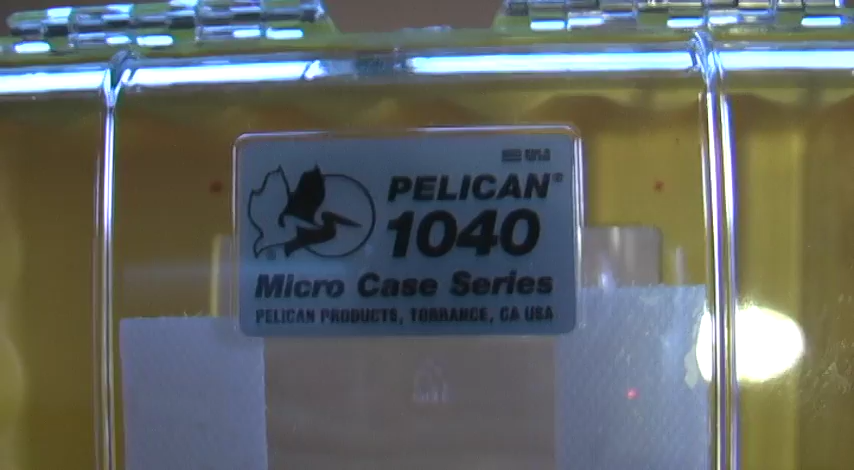 PELICAN®
1040
®
Micro Case Series
PELICAN PRODUCTS, TORRANCE, CA USA